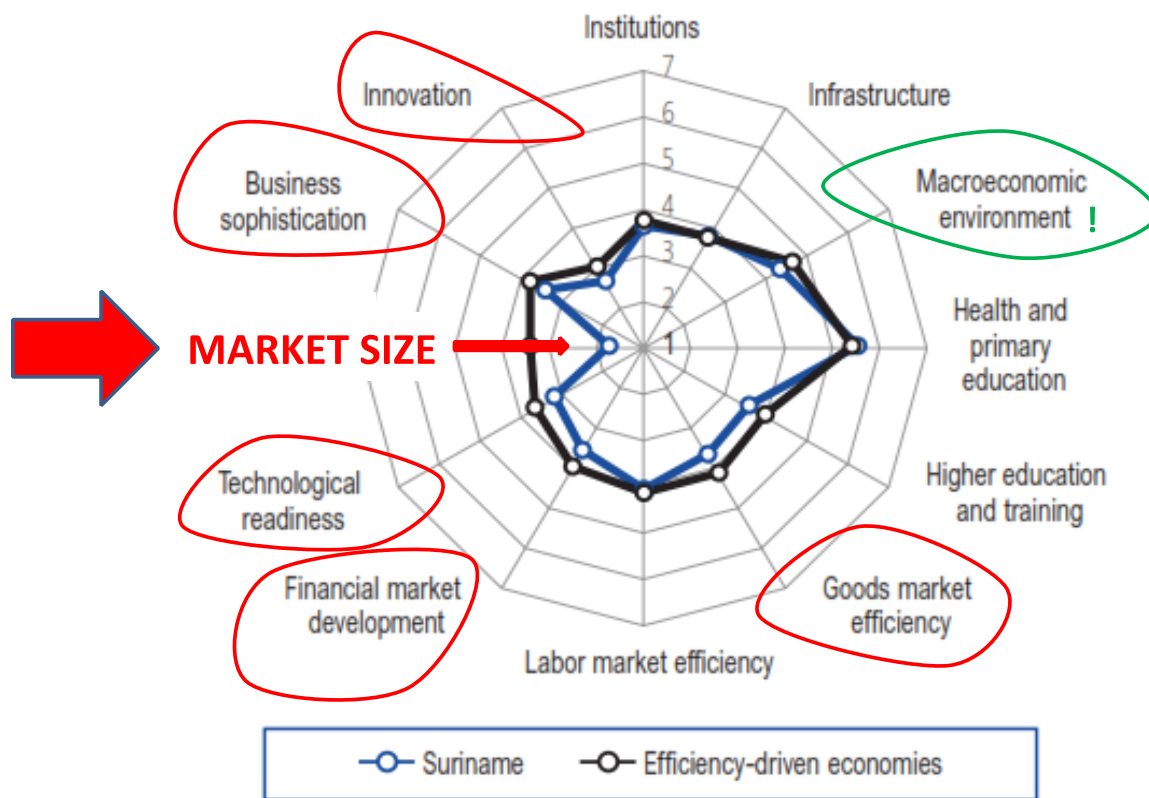 Institutions
7
6
5
4
3
2
1
Infrastructure
Macroeconomic
environment !
Health and
primary
education
Higher education
and training
Goods market
efficiency
Labor market efficiency
Financial market
development
Technological
readiness
MARKET SIZE
Business
sophistication
Innovation
Suriname
Efficiency-driven economies